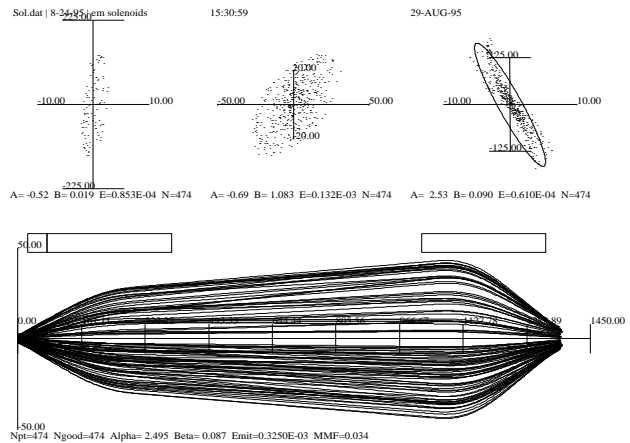 Sol.dat | 8-24-95 | em solenoids 15:30:59 29-AUG-95
225.00
-10.00 10.00
-225.00
20.00
-50.00 50.00
-20.00
125.00
-10.00 10.00
-125.00
A= -0.52 B= 0.019 E=0.853E-04 N=474
A= -0.69 B= 1.083 E=0.132E-03 N=474
A= 2.53 B= 0.090 E=0.610E-04 N=474
50.00
0.00 1450.00
-50.00
Npt=474 Ngood=474 Alpha= 2.495 Beta= 0.087 Emit=0.3250E-03 MMF=0.034